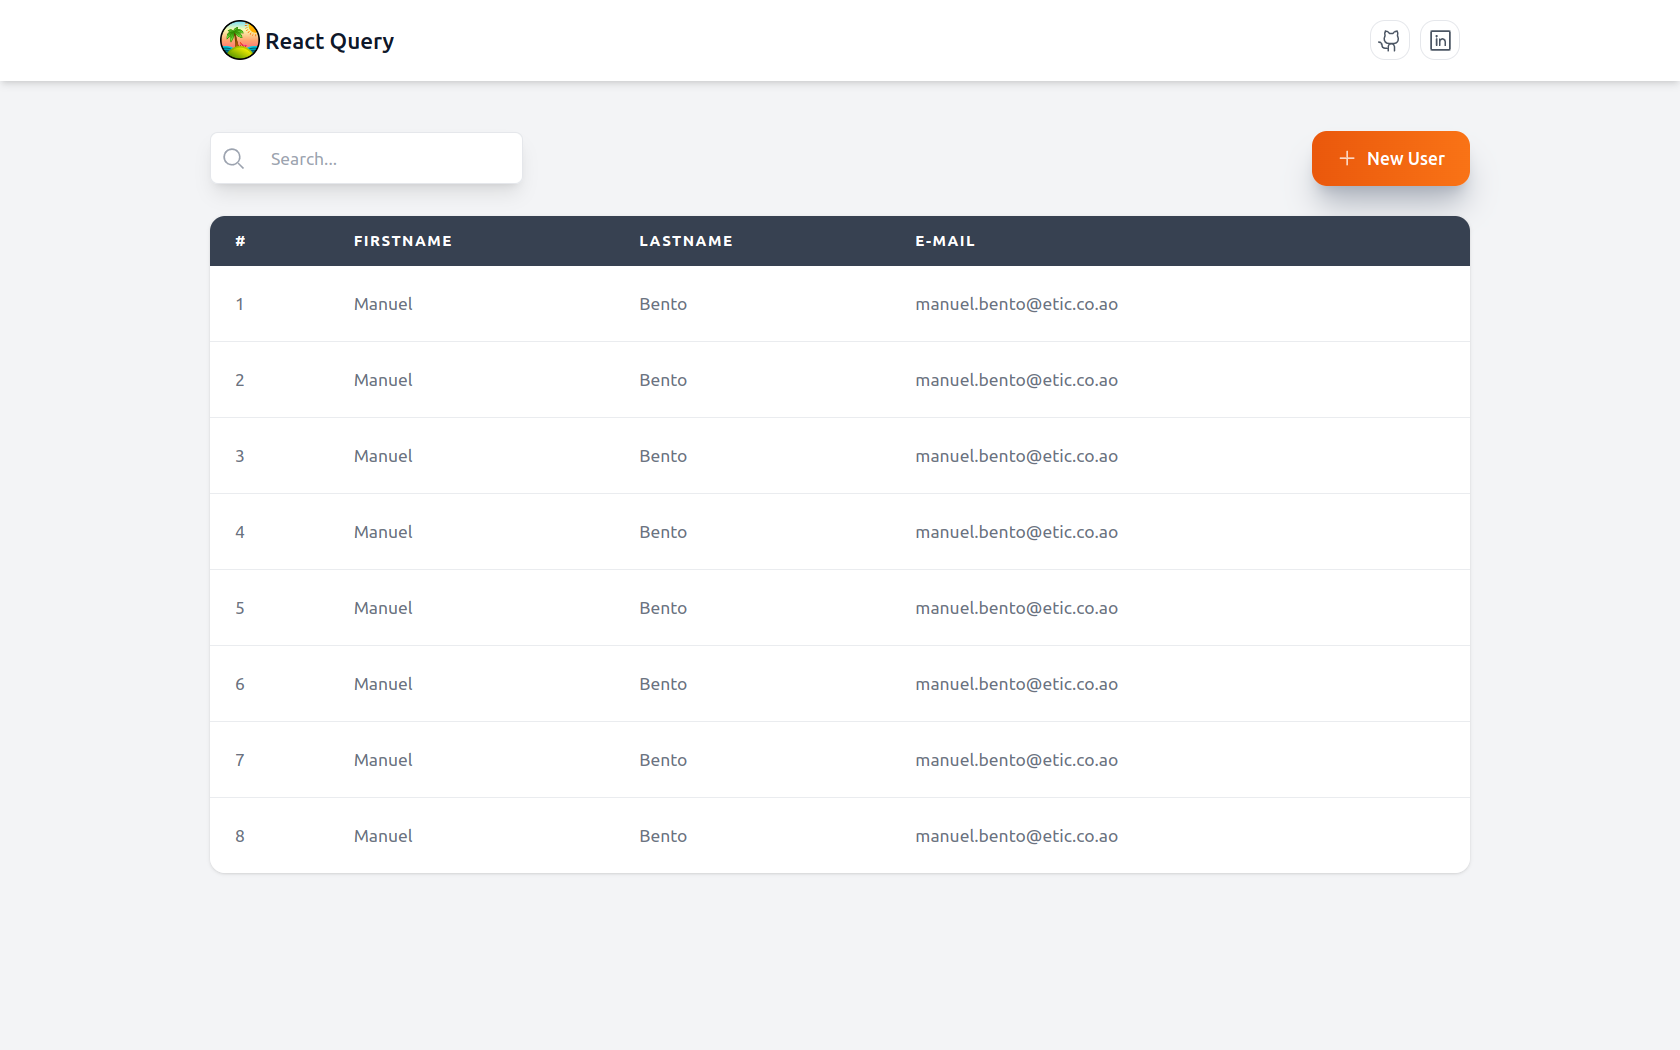 React Query
in
Search...
+ New User
# FIRSTNAME LASTNAME E-MAIL
1 Manuel Bento manuel.bento@etic.co.ao
2 Manuel Bento manuel.bento@etic.co.ao
3 Manuel Bento manuel.bento@etic.co.ao
4 Manuel Bento manuel.bento@etic.co.ao
5 Manuel Bento manuel.bento@etic.co.ao
6 Manuel Bento manuel.bento@etic.co.ao
7 Manuel Bento manuel.bento@etic.co.ao
8 Manuel Bento manuel.bento@etic.co.ao